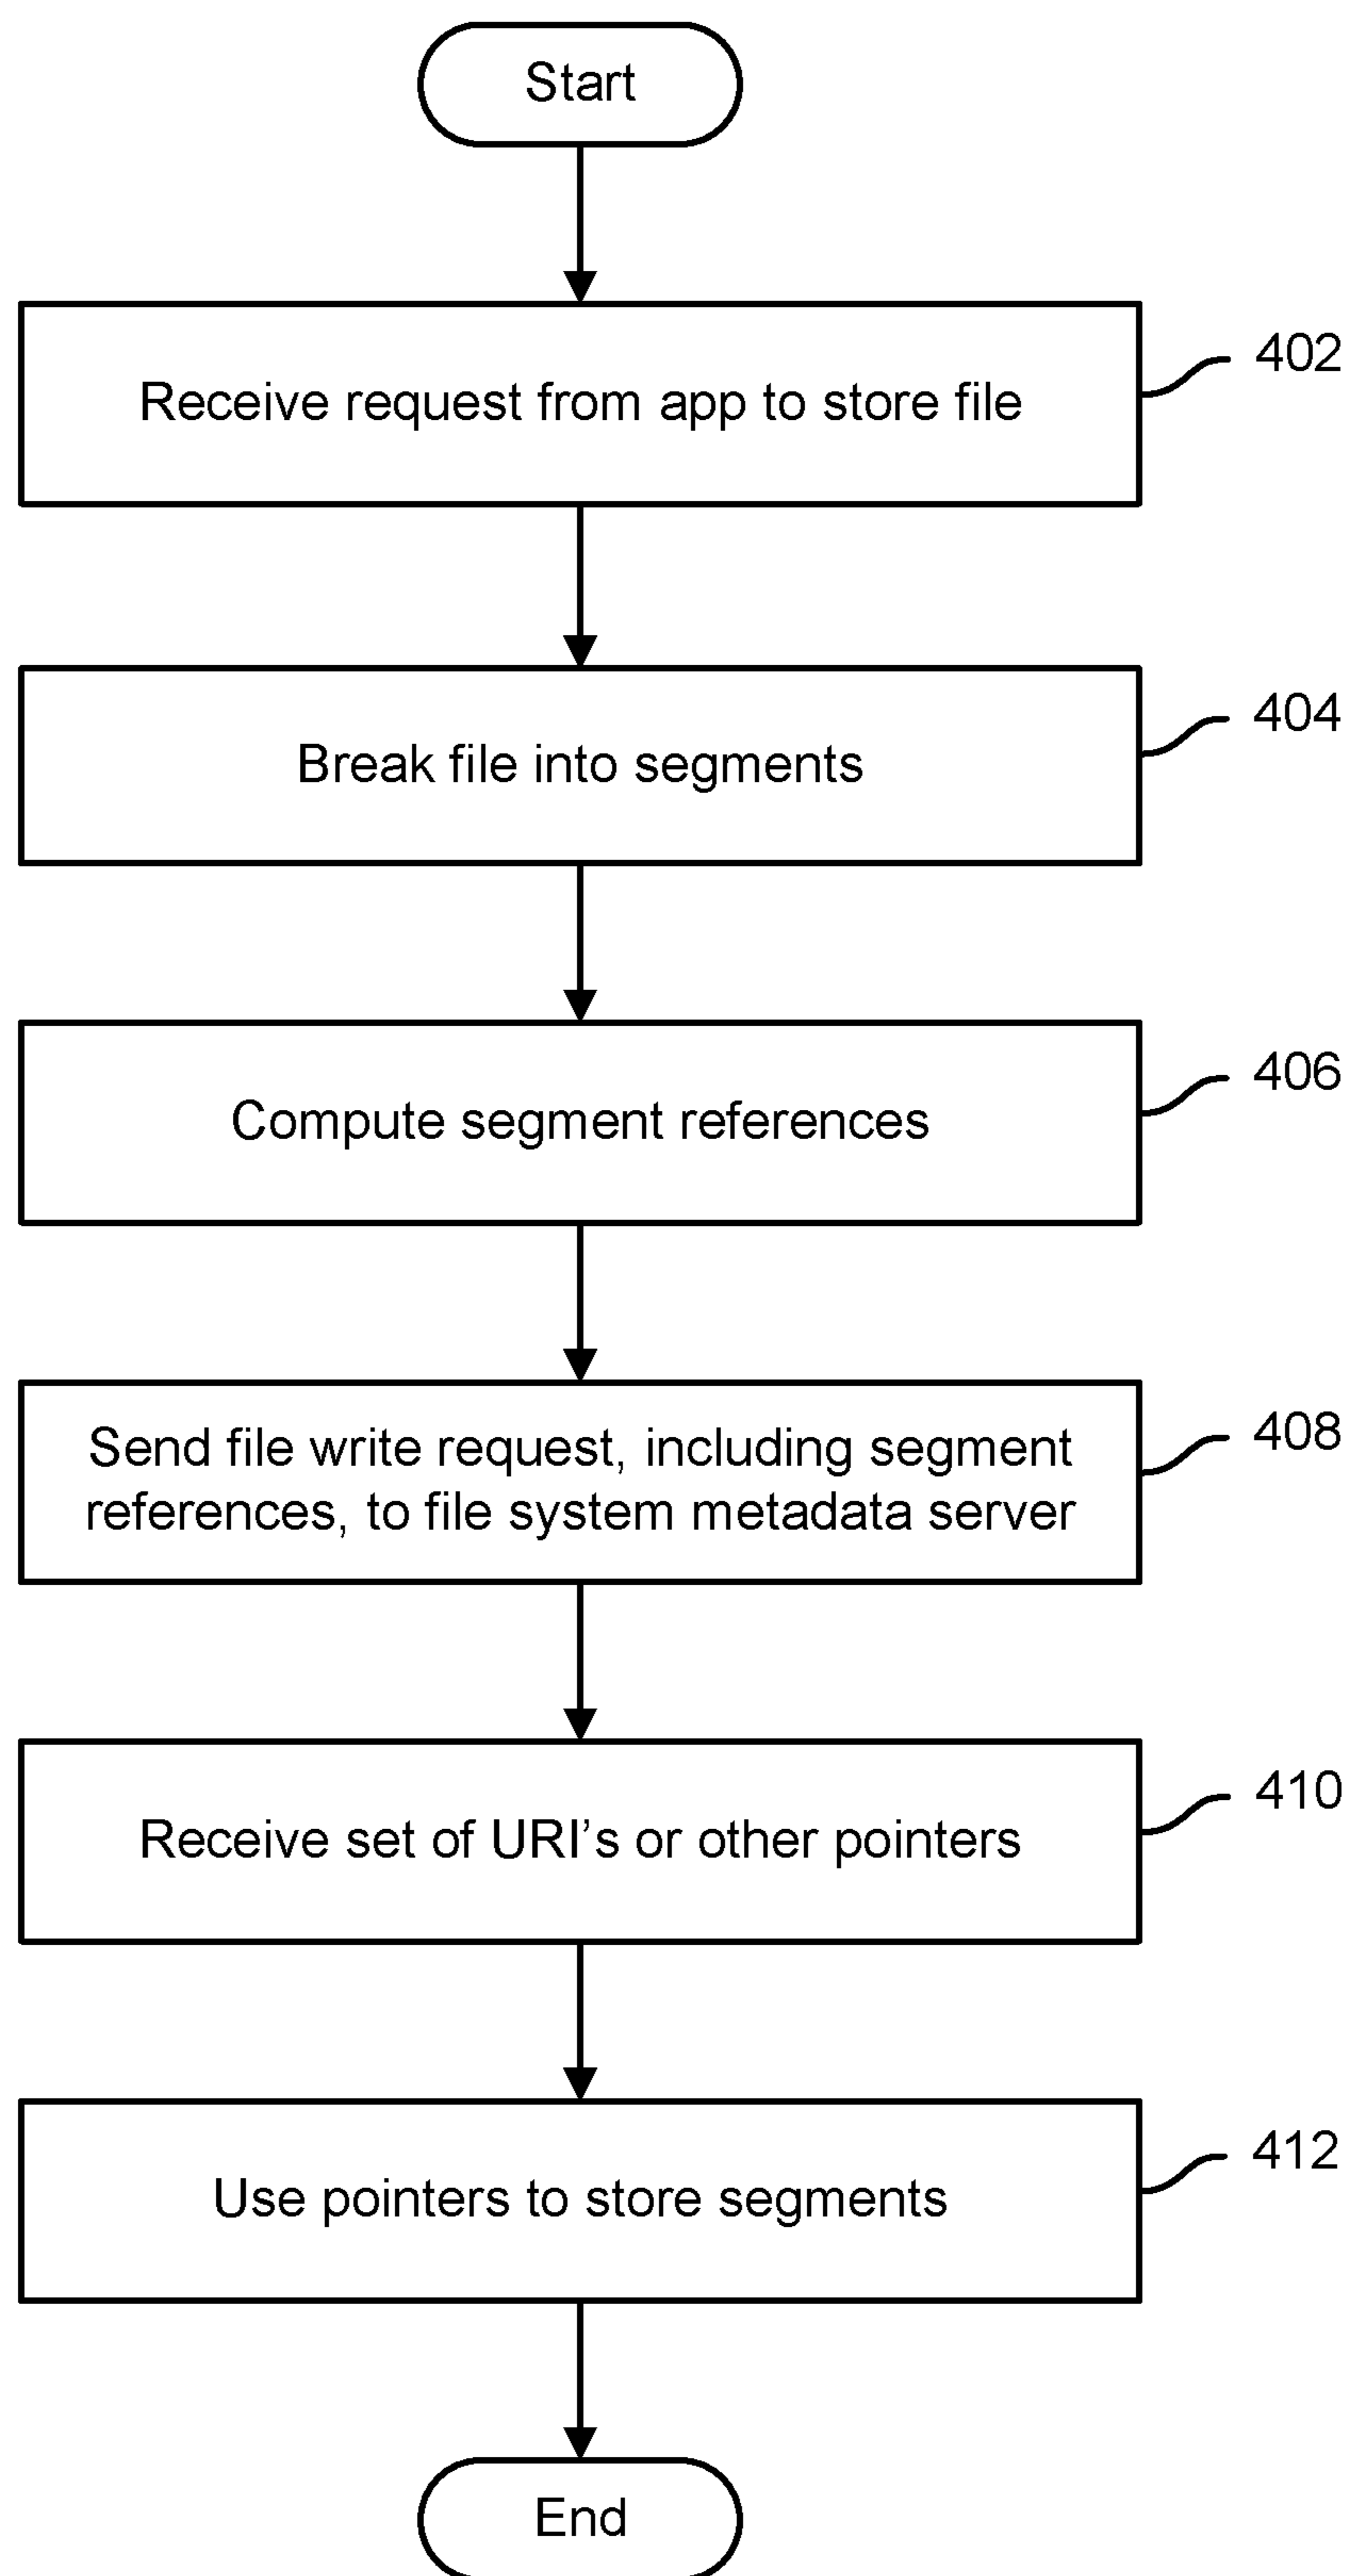 Start
Receive request from app to store file
402
Break file into segments
404
Compute segment references
406
Send file write request, including segment
references, to file system metadata server
408
Receive set of URI’s or other pointers
410
Use pointers to store segments
412
End